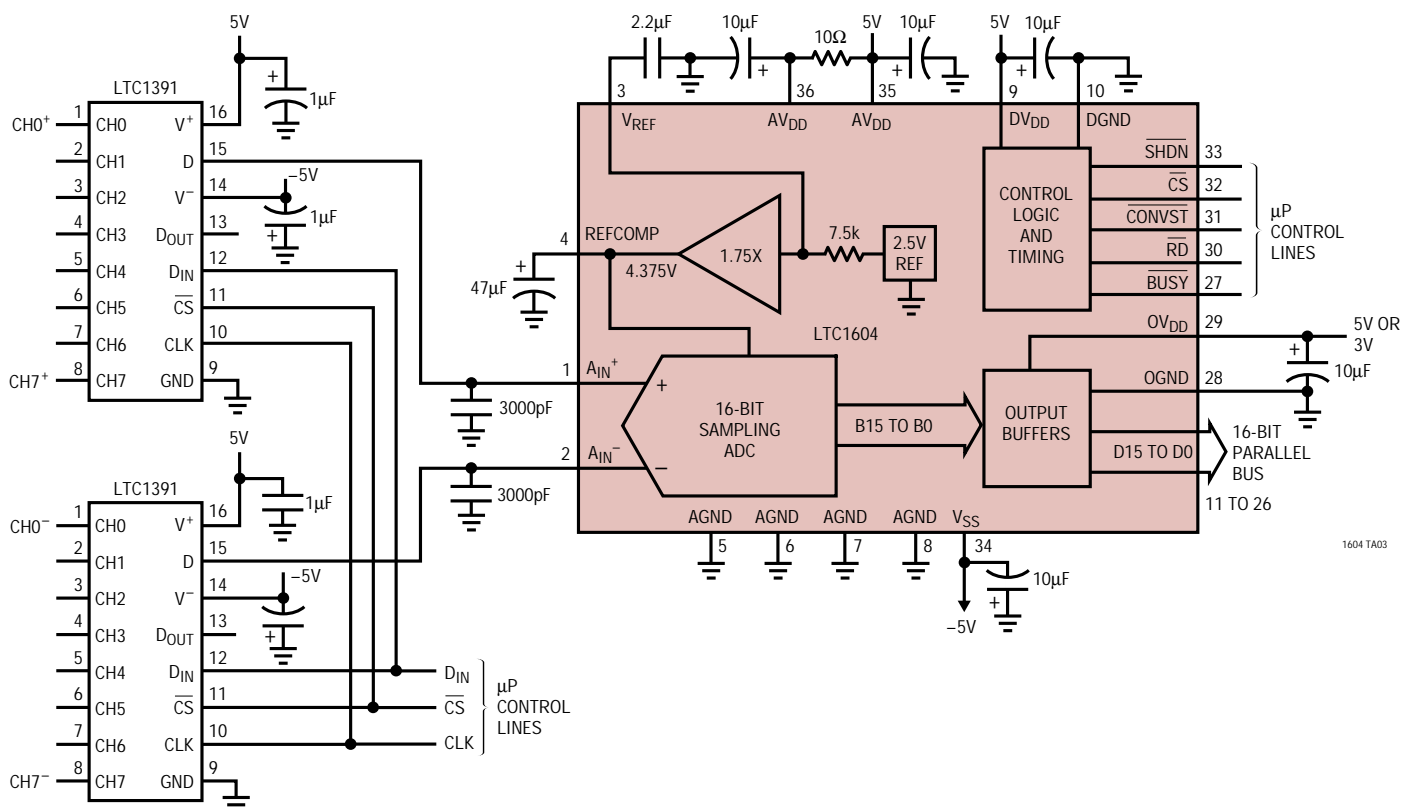 5V
+
1µF
LTC1391
CH0⁺
1 CH0 V⁺ 16
2 CH1 D 15
3 CH2 V⁻ 14
4 CH3 DOUT 13
5 CH4 DIN 12
6 CH5 C̅S̅ 11
7 CH6 CLK 10
CH7⁺
8 CH7 GND 9
−5V
1µF
+
5V
1µF
LTC1391
CH0⁻
1 CH0 V⁺ 16
2 CH1 D 15
3 CH2 V⁻ 14
4 CH3 DOUT 13
5 CH4 DIN 12
6 CH5 C̅S̅ 11
7 CH6 CLK 10
CH7⁻
8 CH7 GND 9
−5V
+
DIN
C̅S̅
CLK
µP
CONTROL
LINES
3000pF
3000pF
2.2µF
10µF
+
10Ω
5V
10µF
+
5V
10µF
+
3
VREF
36
AVDD
35
AVDD
9
DVDD
10
DGND
4
REFCOMP
4.375V
+
47µF
1.75X
7.5k
2.5V
REF
LTC1604
CONTROL
LOGIC
AND
TIMING
S̅H̅D̅N̅ 33
C̅S̅ 32
C̅O̅N̅V̅S̅T̅ 31
R̅D̅ 30
B̅U̅S̅Y̅ 27
µP
CONTROL
LINES
1 AIN⁺
2 AIN⁻
+
−
16-BIT
SAMPLING
ADC
B15 TO B0
OUTPUT
BUFFERS
OVDD 29
5V OR
3V
+
10µF
OGND 28
D15 TO D0
16-BIT
PARALLEL
BUS
11 TO 26
AGND
5
AGND
6
AGND
7
AGND
8
VSS
34
10µF
+
−5V
1604 TA03